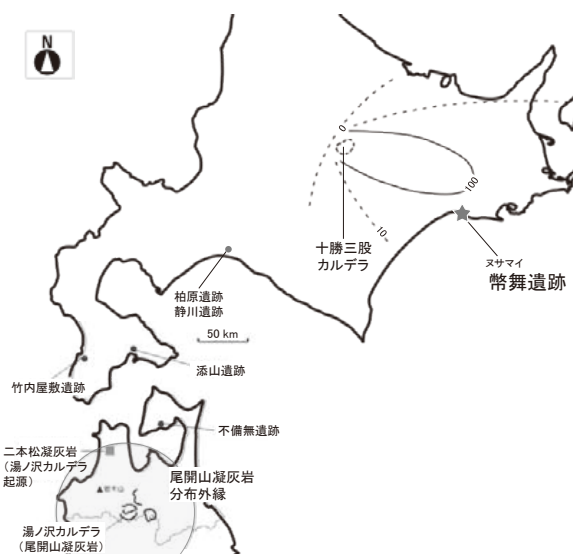 N
0
100
10
十勝三股
カルデラ
ヌサマイ
幣舞遺跡
柏原遺跡
静川遺跡
50 km
添山遺跡
竹内屋敷遺跡
不備無遺跡
二本松凝灰岩
（湯ノ沢カルデラ
起源）
尾開山凝灰岩
分布外縁
湯ノ沢カルデラ
（尾開山凝灰岩）